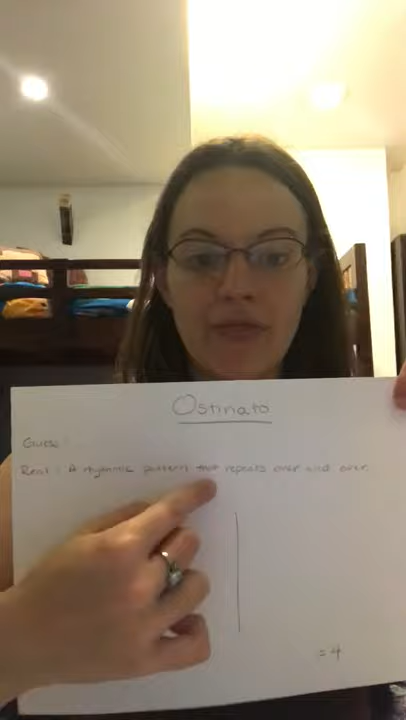 Ostinato
Guess:
Real: A rhythmic pattern that repeats over and over.
= 4